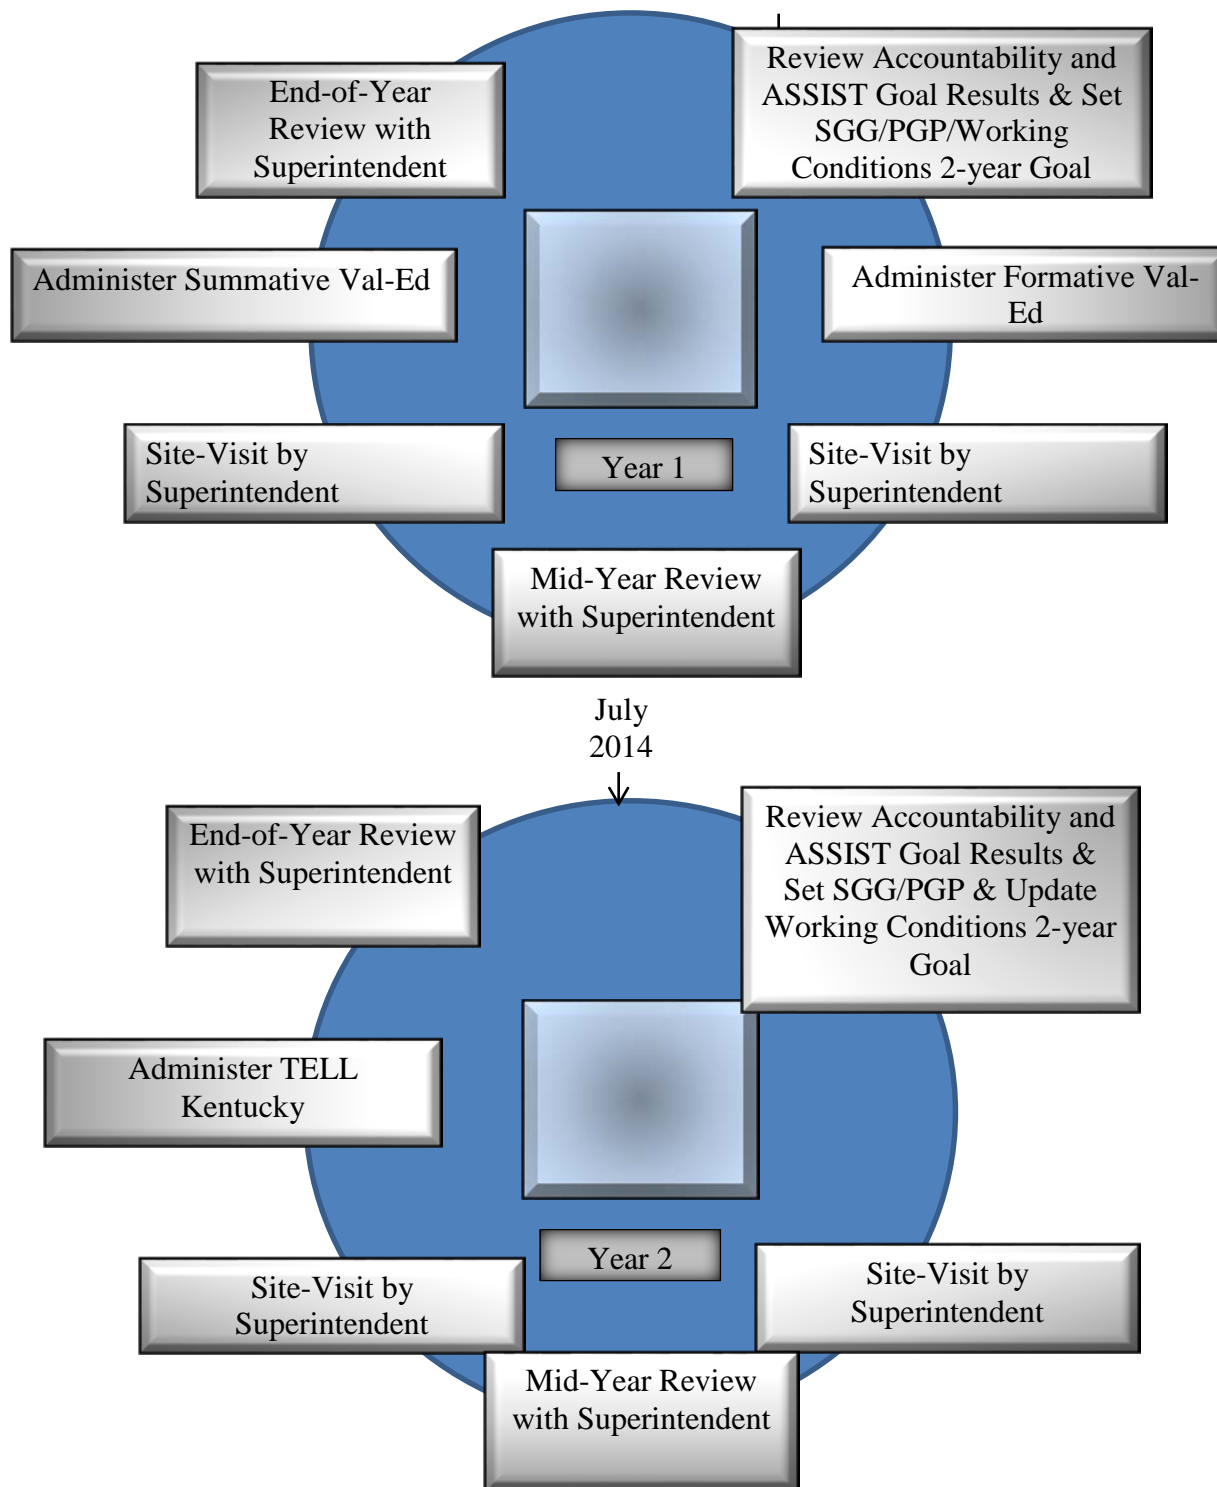 Review Accountability and
ASSIST Goal Results & Set
SGG/PGP/Working
Conditions 2-year Goal
End-of-Year
Review with
Superintendent
Administer Summative Val-Ed
Administer Formative Val-
Ed
Site-Visit by
Superintendent
Year 1
Site-Visit by
Superintendent
Mid-Year Review
with Superintendent
July
2014
End-of-Year Review
with Superintendent
Review Accountability and
ASSIST Goal Results &
Set SGG/PGP & Update
Working Conditions 2-year
Goal
Administer TELL
Kentucky
Year 2
Site-Visit by
Superintendent
Site-Visit by
Superintendent
Mid-Year Review
with Superintendent